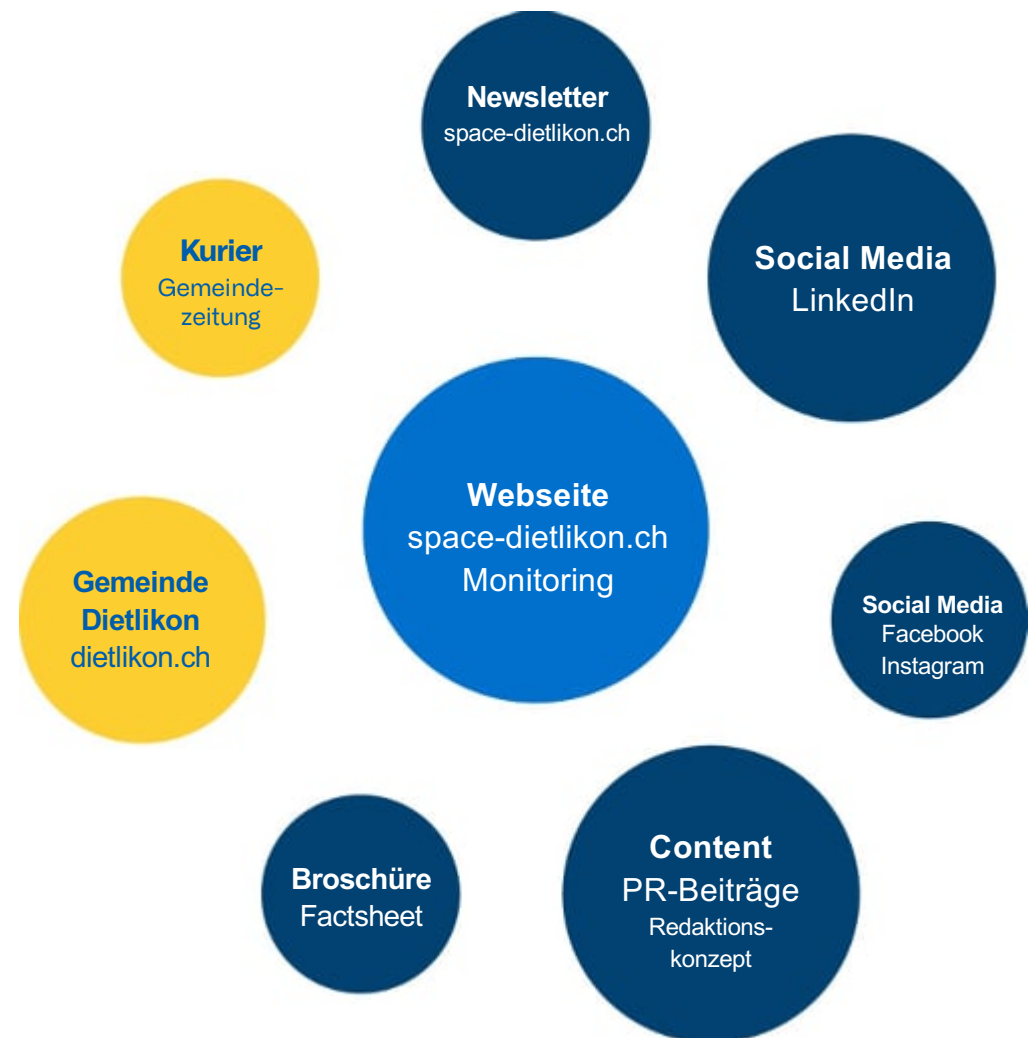 Newsletter
space-dietlikon.ch
Kurier
Gemeinde-
zeitung
Social Media
LinkedIn
Webseite
space-dietlikon.ch
Monitoring
Gemeinde
Dietlikon
dietlikon.ch
Social Media
Facebook
Instagram
Broschüre
Factsheet
Content
PR-Beiträge
Redaktions-
konzept